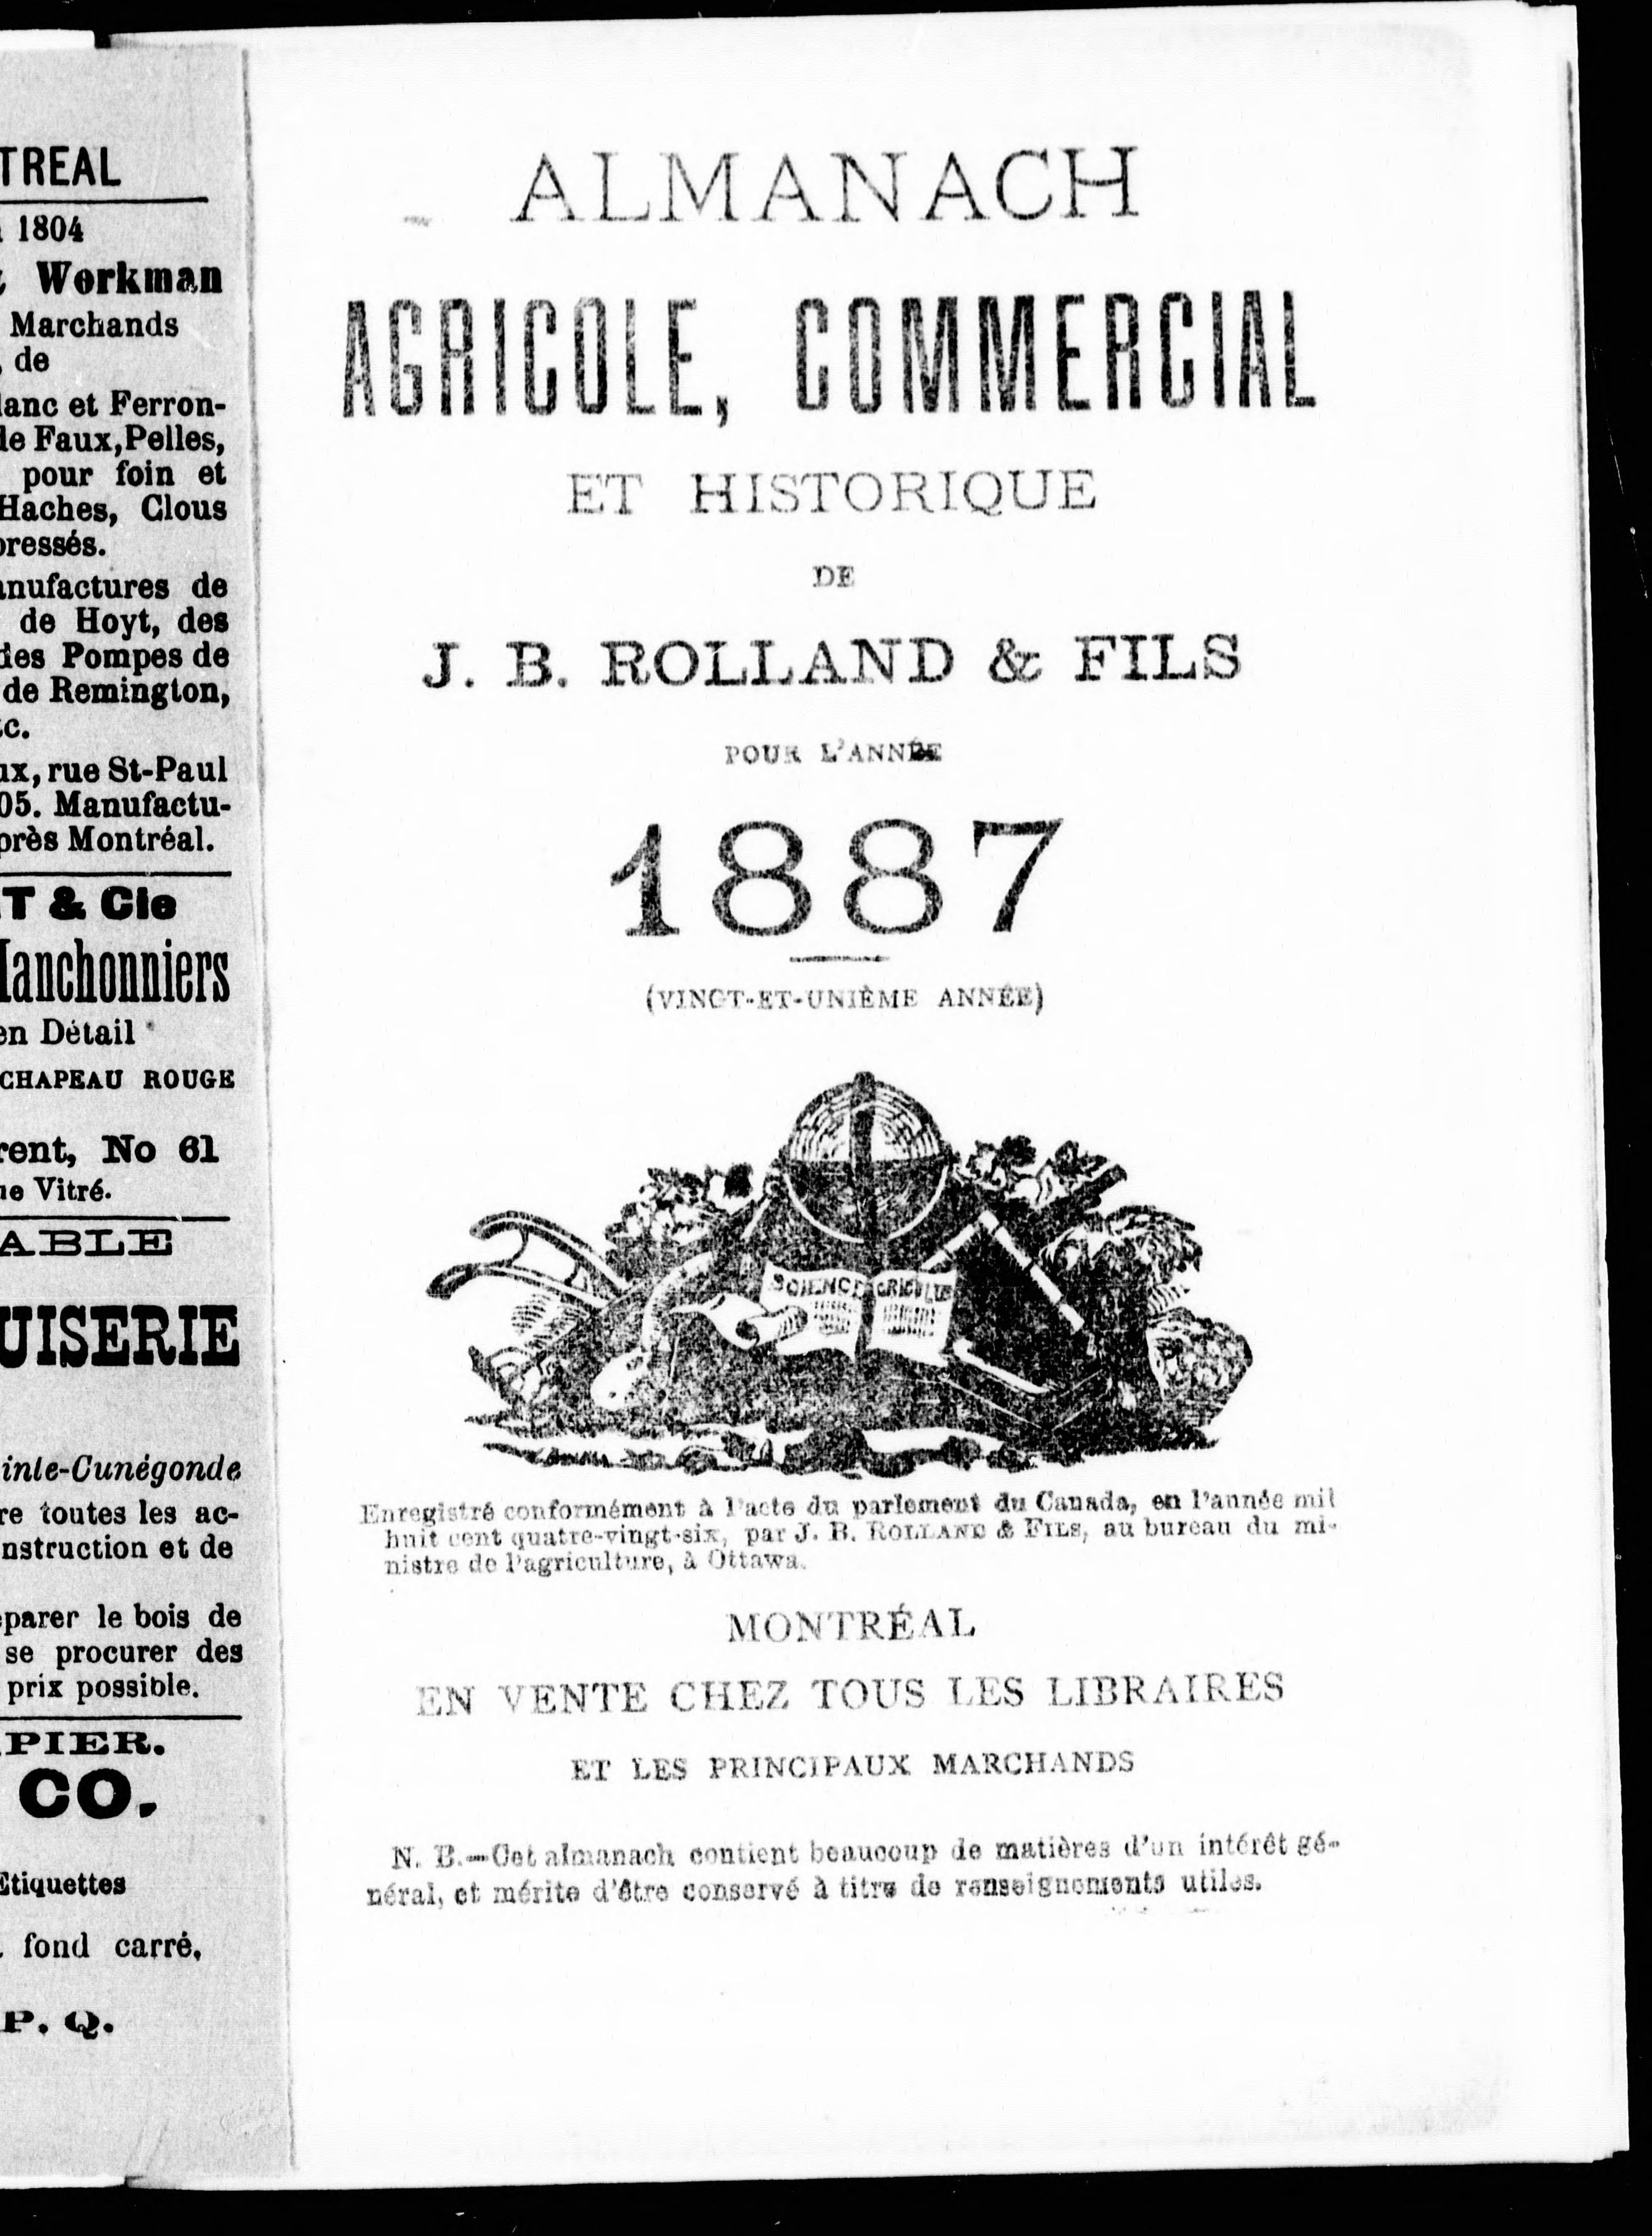 TREAL
1804
Workman
Marchands
de
et Ferron-
de Faux, Pelles,
pour foin et
Haches, Clous
pressés.
anufactures de
de Hoyt, des
des Pompes de
de Remington,
rue St-Paul
05. Manufactu-
près Montréal.
T & Cie
Manchonniers
en Détail
CHAPEAU ROUGE
rent, No 61
Vitré.
ABLE
UISERIE
inte-Cunégonde
re toutes les ac-
nstruction et de
parer le bois de
se procurer des
prix possible.
PIER.
CO.
Etiquettes
fond carré,
P. Q.
ALMANACH
AGRICOLE, COMMERCIAL
ET HISTORIQUE
DE
J. B. ROLLAND & FILS
POUR L'ANNÉE
1887
(VINGT-ET-UNIÈME ANNÉE)
SCIENCE AGRICULTU
Enregistré conformément à l'acte du parlement du Canada, en l'année mil
huit cent quatre-vingt-six, par J. B. ROLLAND & FILS, au bureau du mi-
nistre de l'agriculture, à Ottawa.
MONTRÉAL
EN VENTE CHEZ TOUS LES LIBRAIRES
ET LES PRINCIPAUX MARCHANDS
N. B.—Cet almanach contient beaucoup de matières d'un intérêt gé-
néral, et mérite d'être conservé à titre de renseignements utiles.